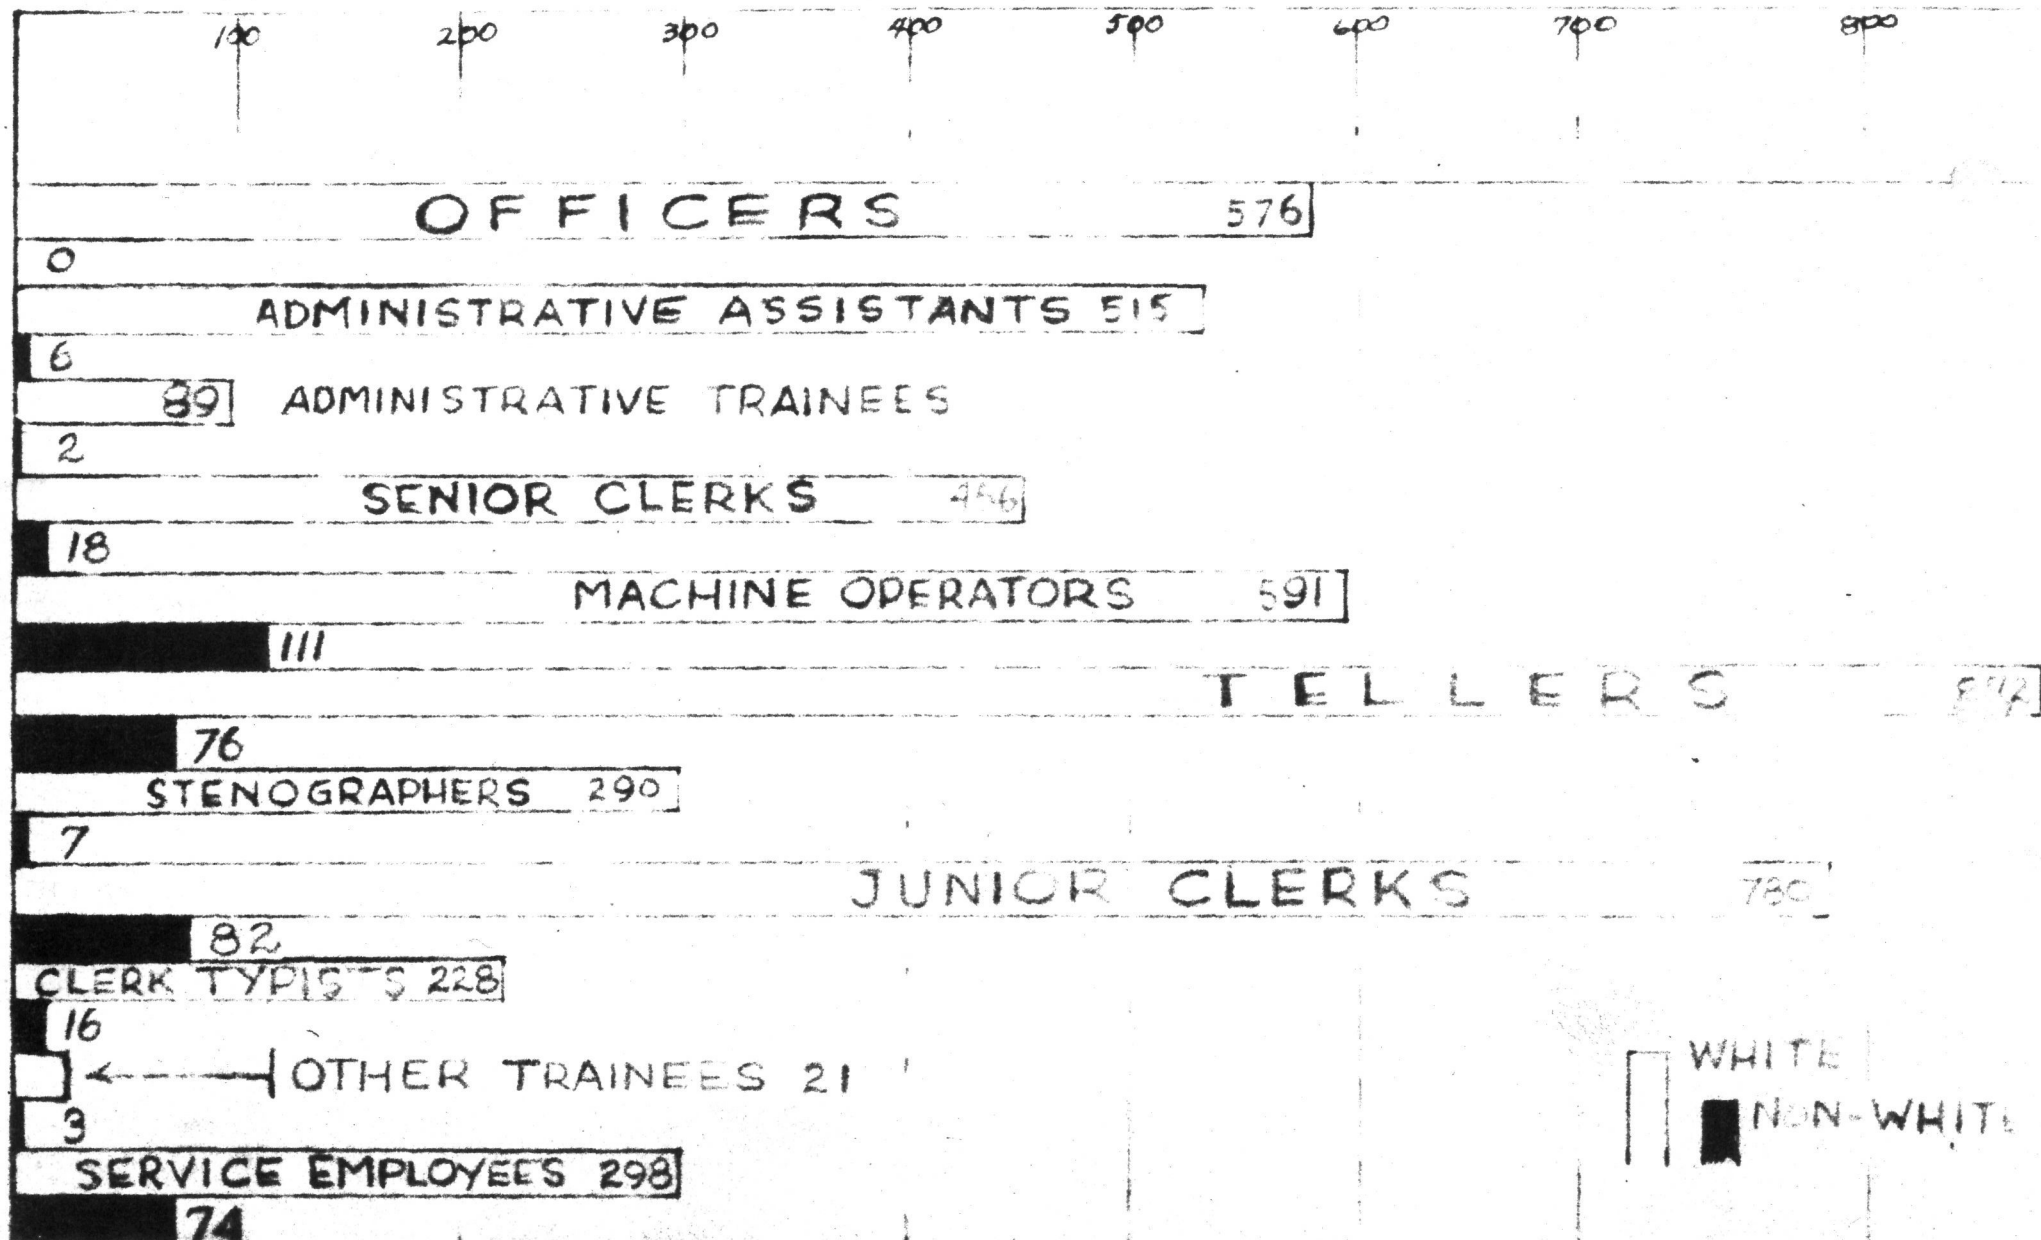 100 200 300 400 500 600 700 800
OFFICERS 576
0
ADMINISTRATIVE ASSISTANTS 515
6
89 ADMINISTRATIVE TRAINEES
2
SENIOR CLERKS 456
18
MACHINE OPERATORS 591
111
TELLERS
76
STENOGRAPHERS 290
7
JUNIOR CLERKS 780
82
CLERK TYPISTS 228
16
OTHER TRAINEES 21
3
SERVICE EMPLOYEES 298
74
WHITE
NON-WHITE